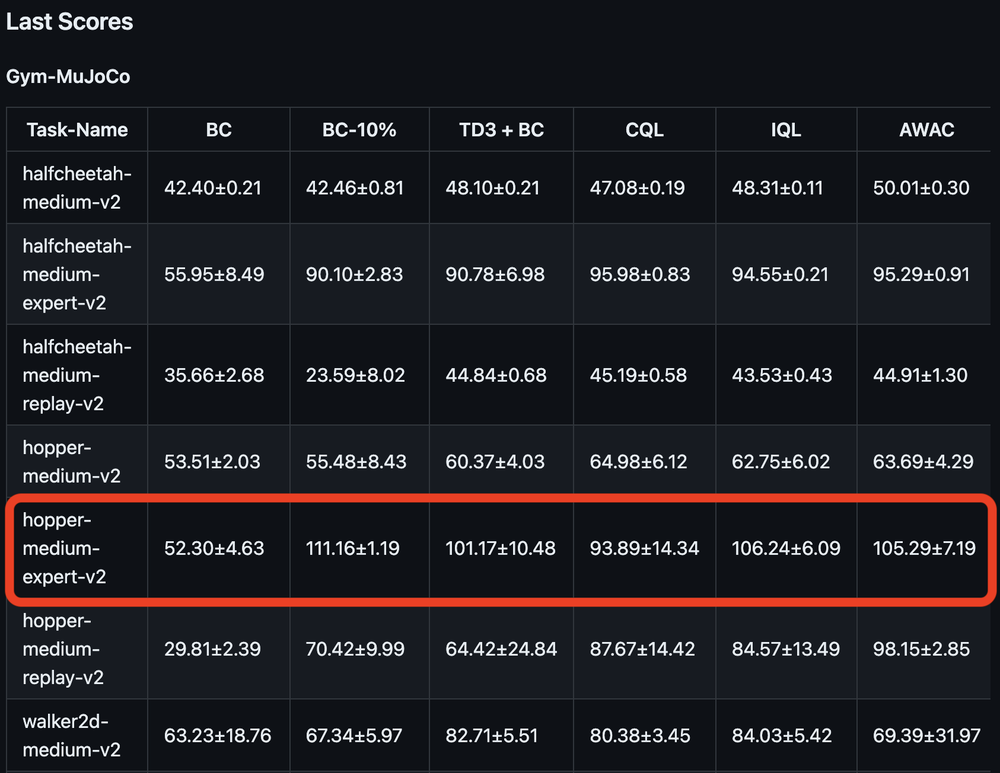 Last Scores
Gym-MuJoCo
Task-Name BC BC-10% TD3 + BC CQL IQL AWAC
halfcheetah-
medium-v2 42.40±0.21 42.46±0.81 48.10±0.21 47.08±0.19 48.31±0.11 50.01±0.30
halfcheetah-
medium-
expert-v2 55.95±8.49 90.10±2.83 90.78±6.98 95.98±0.83 94.55±0.21 95.29±0.91
halfcheetah-
medium-
replay-v2 35.66±2.68 23.59±8.02 44.84±0.68 45.19±0.58 43.53±0.43 44.91±1.30
hopper-
medium-v2 53.51±2.03 55.48±8.43 60.37±4.03 64.98±6.12 62.75±6.02 63.69±4.29
hopper-
medium-
expert-v2 52.30±4.63 111.16±1.19 101.17±10.48 93.89±14.34 106.24±6.09 105.29±7.19
hopper-
medium-
replay-v2 29.81±2.39 70.42±9.99 64.42±24.84 87.67±14.42 84.57±13.49 98.15±2.85
walker2d-
medium-v2 63.23±18.76 67.34±5.97 82.71±5.51 80.38±3.45 84.03±5.42 69.39±31.97